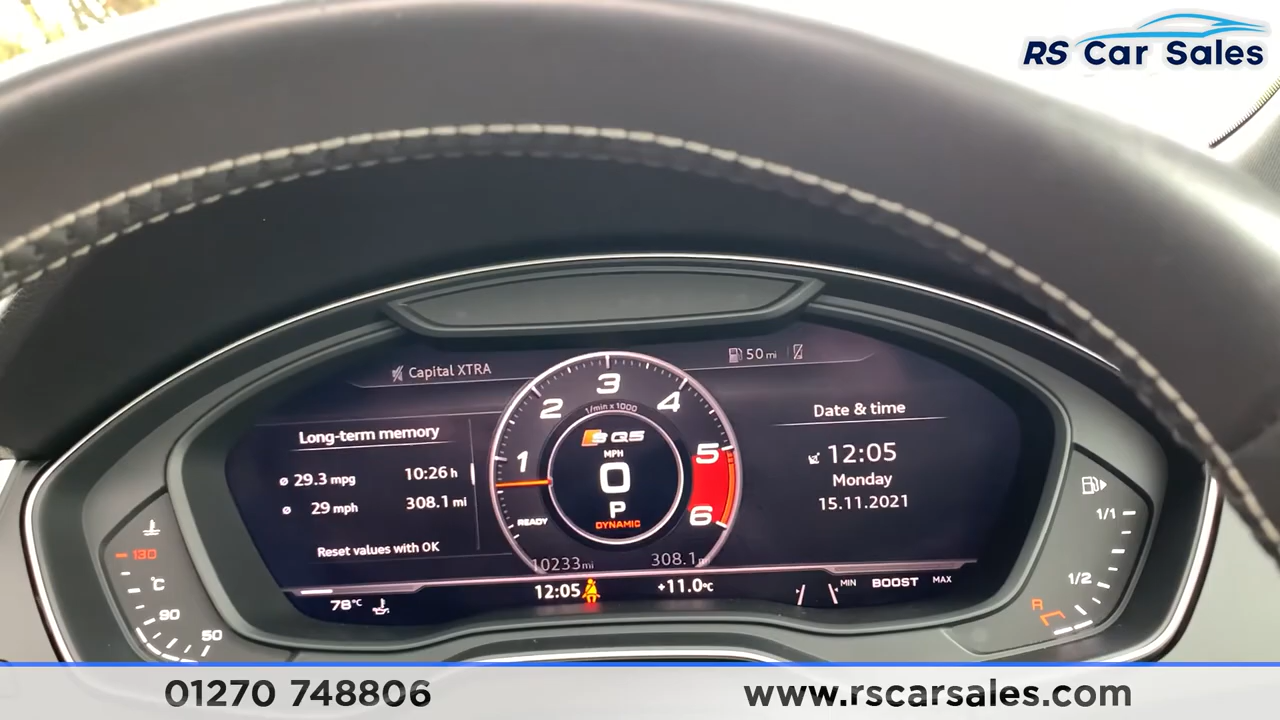 RS Car Sales
Capital XTRA
50 mi
Long-term memory
ø 29.3 mpg 10:26 h
ø 29 mph 308.1 mi
Reset values with OK
1 2 3 4 5 6
1/min x 1000
S Q5
MPH
0
P
DYNAMIC
READY
10233 mi 308.1
Date & time
12:05
Monday
15.11.2021
12:05 +11.0°C
78°C
MIN BOOST MAX
130
°C
90
50
1/1
1/2
R
01270 748806 www.rscarsales.com